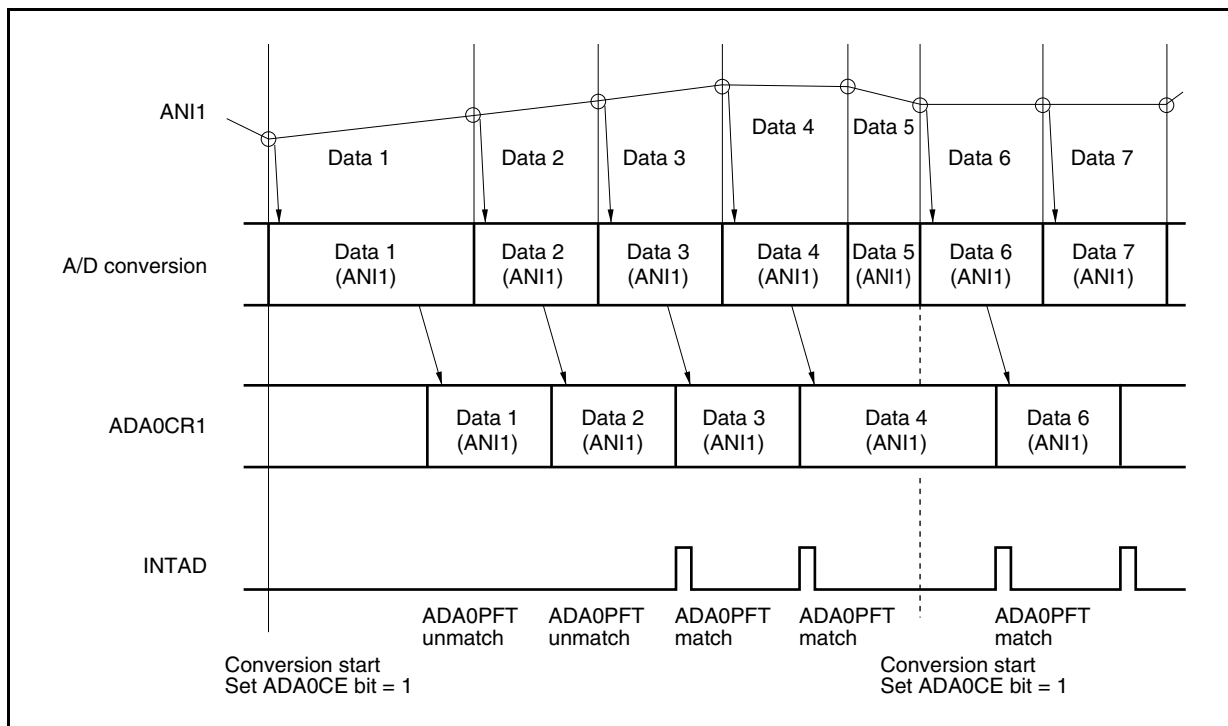 ANI1
Data 1
Data 2
Data 3
Data 4
Data 5
Data 6
Data 7
A/D conversion
Data 1
(ANI1)
Data 2
(ANI1)
Data 3
(ANI1)
Data 4
(ANI1)
Data 5
(ANI1)
Data 6
(ANI1)
Data 7
(ANI1)
ADA0CR1
Data 1
(ANI1)
Data 2
(ANI1)
Data 3
(ANI1)
Data 4
(ANI1)
Data 6
(ANI1)
INTAD
ADA0PFT
unmatch
ADA0PFT
unmatch
ADA0PFT
match
ADA0PFT
match
ADA0PFT
match
Conversion start
Set ADA0CE bit = 1
Conversion start
Set ADA0CE bit = 1